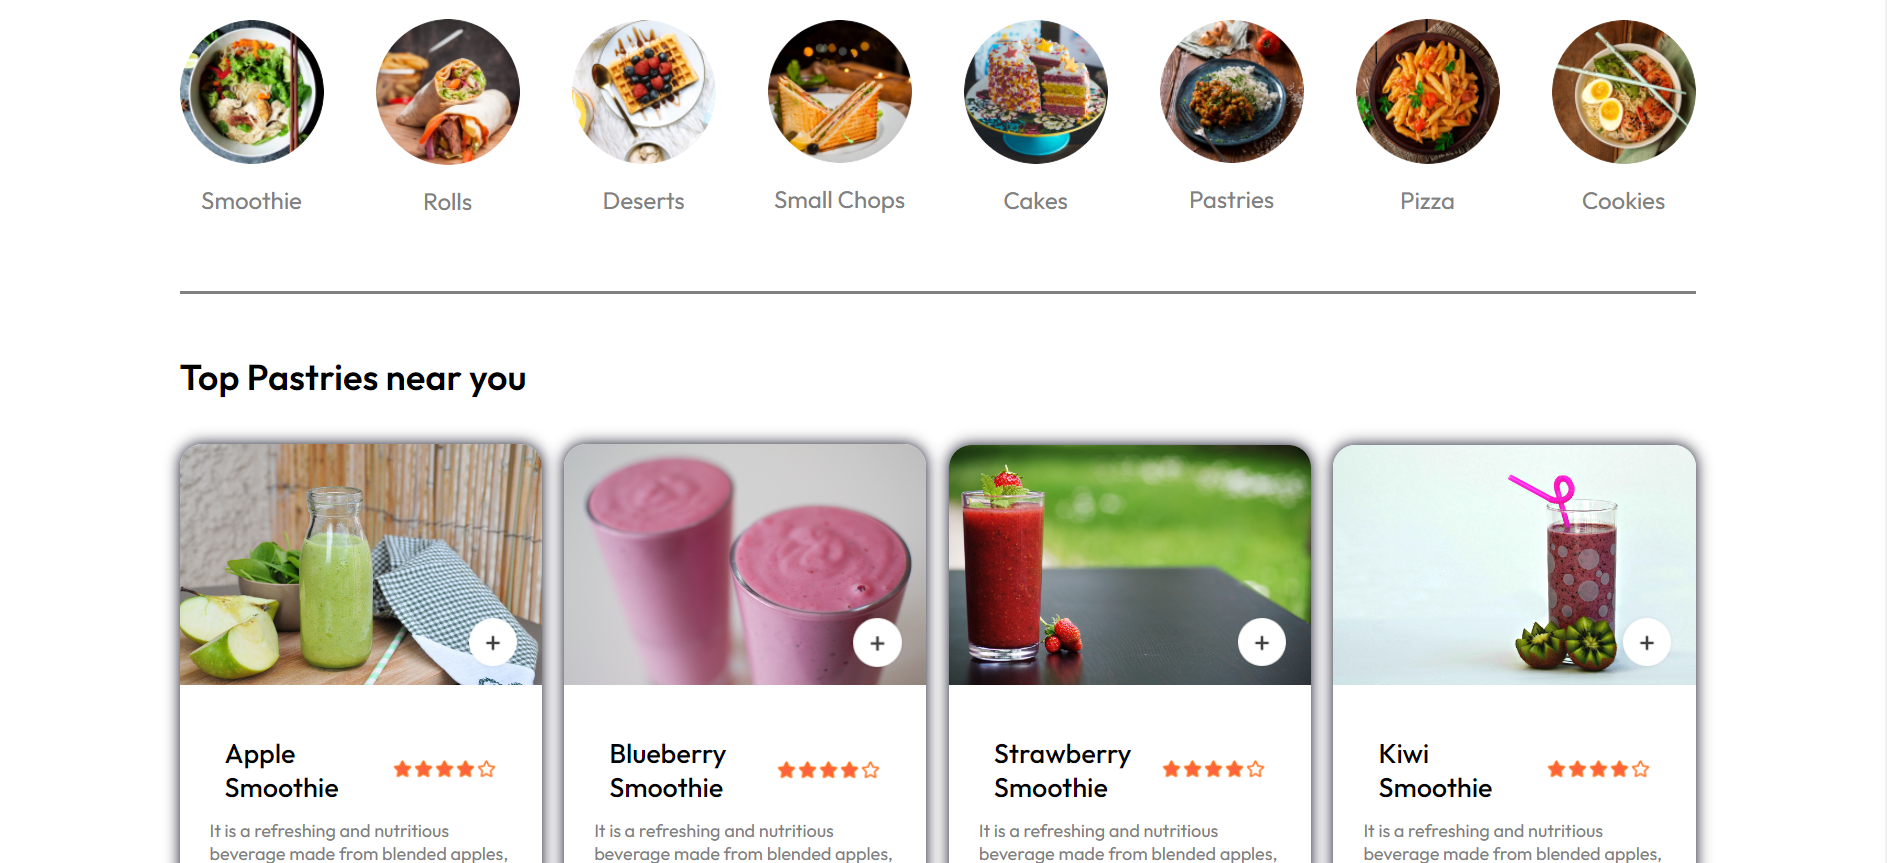 Smoothie
Rolls
Deserts
Small Chops
Cakes
Pastries
Pizza
Cookies
Top Pastries near you
Apple
Smoothie
It is a refreshing and nutritious
beverage made from blended apples,
Blueberry
Smoothie
It is a refreshing and nutritious
beverage made from blended apples,
Strawberry
Smoothie
It is a refreshing and nutritious
beverage made from blended apples,
Kiwi
Smoothie
It is a refreshing and nutritious
beverage made from blended apples,